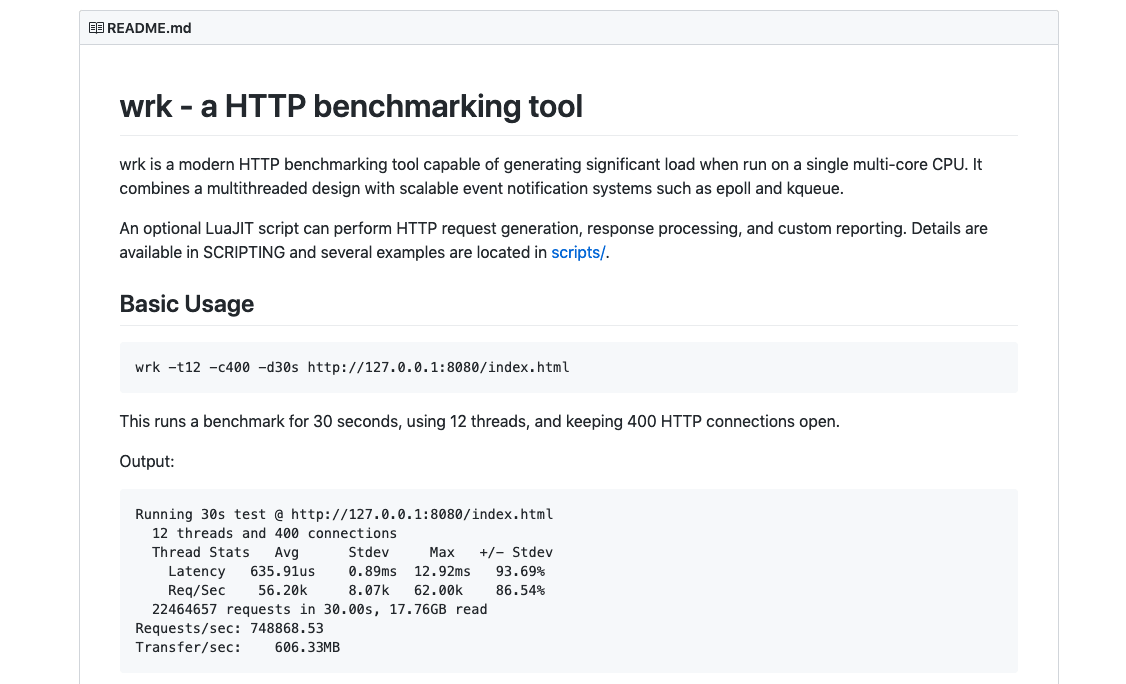 README.md
wrk - a HTTP benchmarking tool
wrk is a modern HTTP benchmarking tool capable of generating significant load when run on a single multi-core CPU. It
combines a multithreaded design with scalable event notification systems such as epoll and kqueue.
An optional LuaJIT script can perform HTTP request generation, response processing, and custom reporting. Details are
available in SCRIPTING and several examples are located in scripts/.
Basic Usage
wrk -t12 -c400 -d30s http://127.0.0.1:8080/index.html
This runs a benchmark for 30 seconds, using 12 threads, and keeping 400 HTTP connections open.
Output:
Running 30s test @ http://127.0.0.1:8080/index.html
  12 threads and 400 connections
  Thread Stats   Avg      Stdev     Max   +/- Stdev
    Latency   635.91us    0.89ms  12.92ms   93.69%
    Req/Sec    56.20k     8.07k   62.00k    86.54%
  22464657 requests in 30.00s, 17.76GB read
Requests/sec: 748868.53
Transfer/sec:    606.33MB